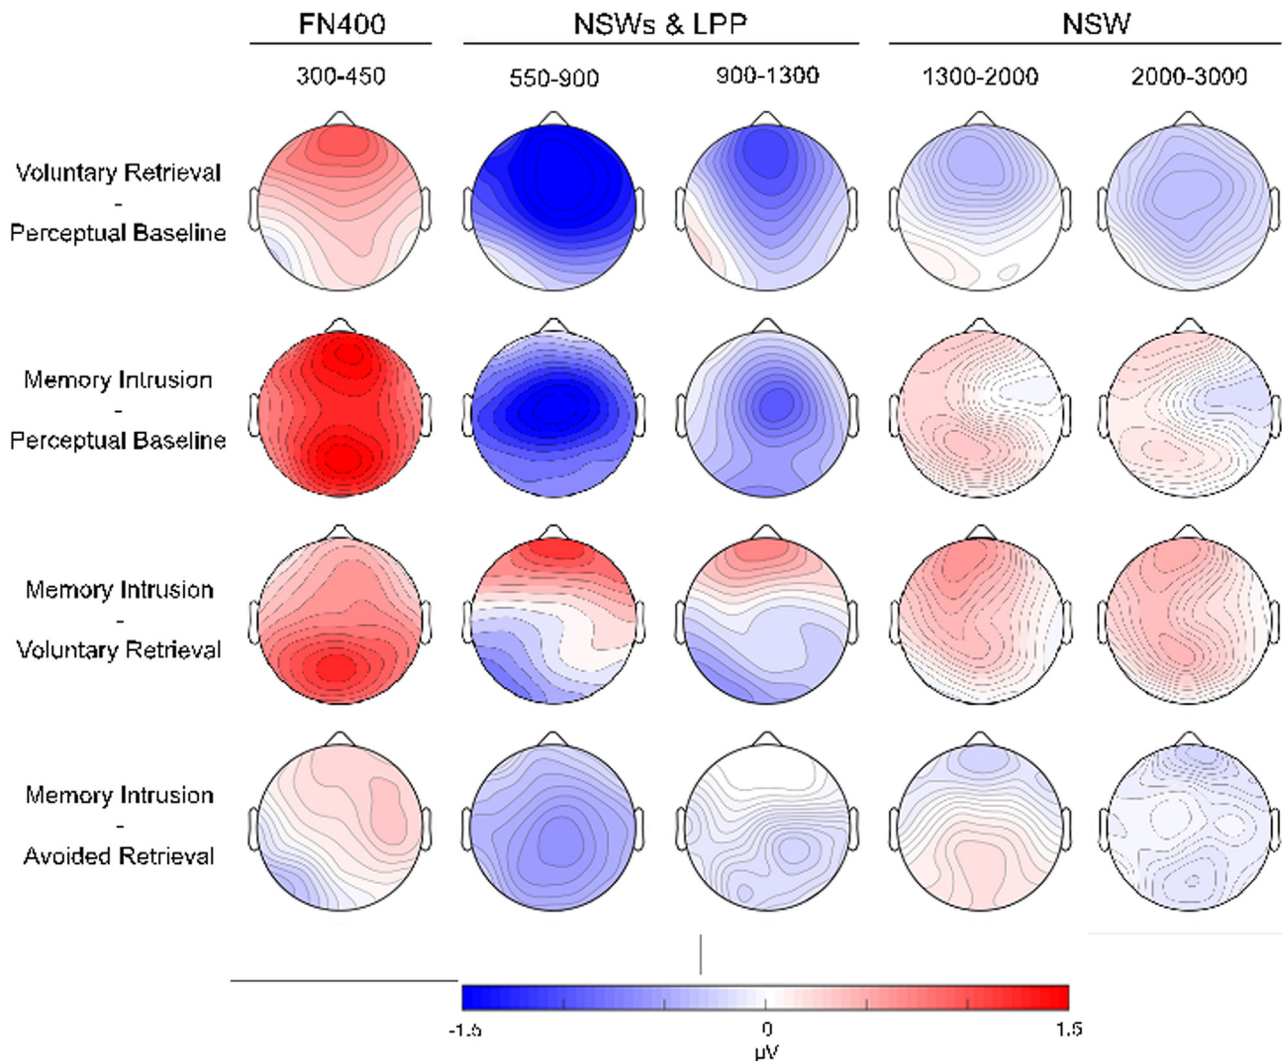 FN400 NSWs & LPP NSW
300-450 550-900 900-1300 1300-2000 2000-3000
Voluntary Retrieval
-
Perceptual Baseline
Memory Intrusion
-
Perceptual Baseline
Memory Intrusion
-
Voluntary Retrieval
Memory Intrusion
-
Avoided Retrieval
-1.5 0 1.5
µV